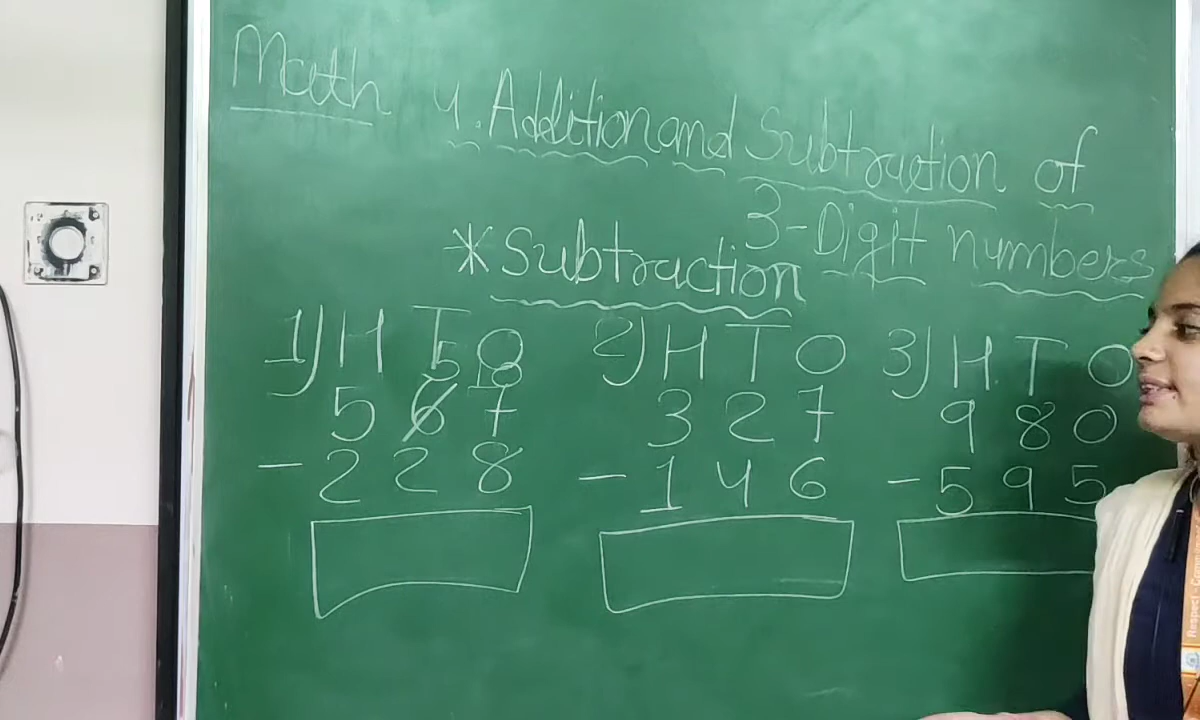 Math 4. Addition and Subtraction of
3-Digit numbers
*Subtraction
1) H T O 2) H T O 3) H T O
5 18
5 6 7 3 2 7 9 8 0
- 2 2 8 - 1 4 6 - 5 9 5